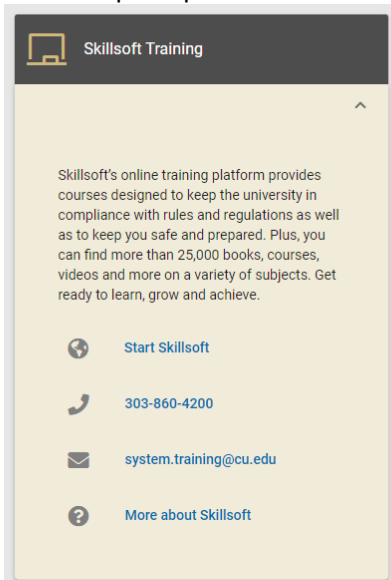 Skillsoft Training
Skillsoft's online training platform provides
courses designed to keep the university in
compliance with rules and regulations as well
as to keep you safe and prepared. Plus, you
can find more than 25,000 books, courses,
videos and more on a variety of subjects. Get
ready to learn, grow and achieve.
Start Skillsoft
303-860-4200
system.training@cu.edu
More about Skillsoft